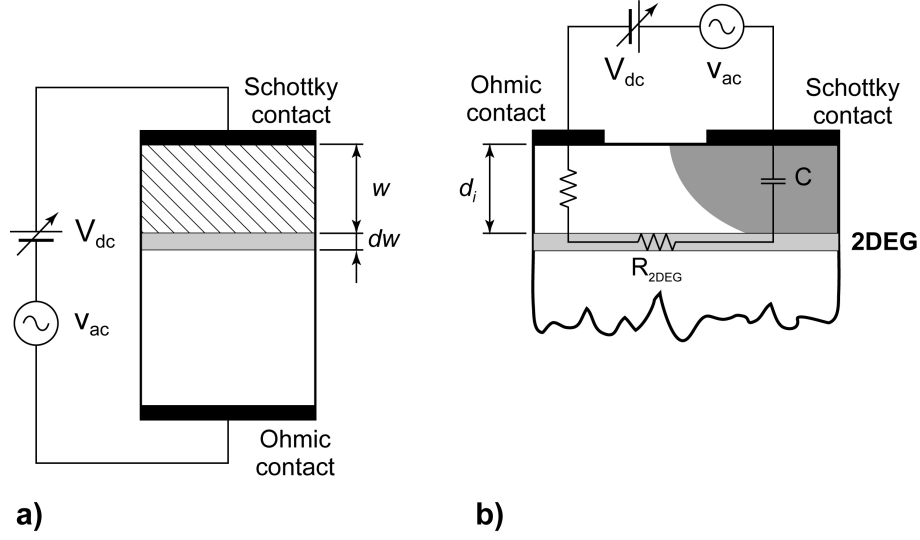 Schottky
contact
w
dw
V_dc
v_ac
Ohmic
contact
a)
V_dc
v_ac
Ohmic
contact
Schottky
contact
d_i
C
2DEG
R_2DEG
b)